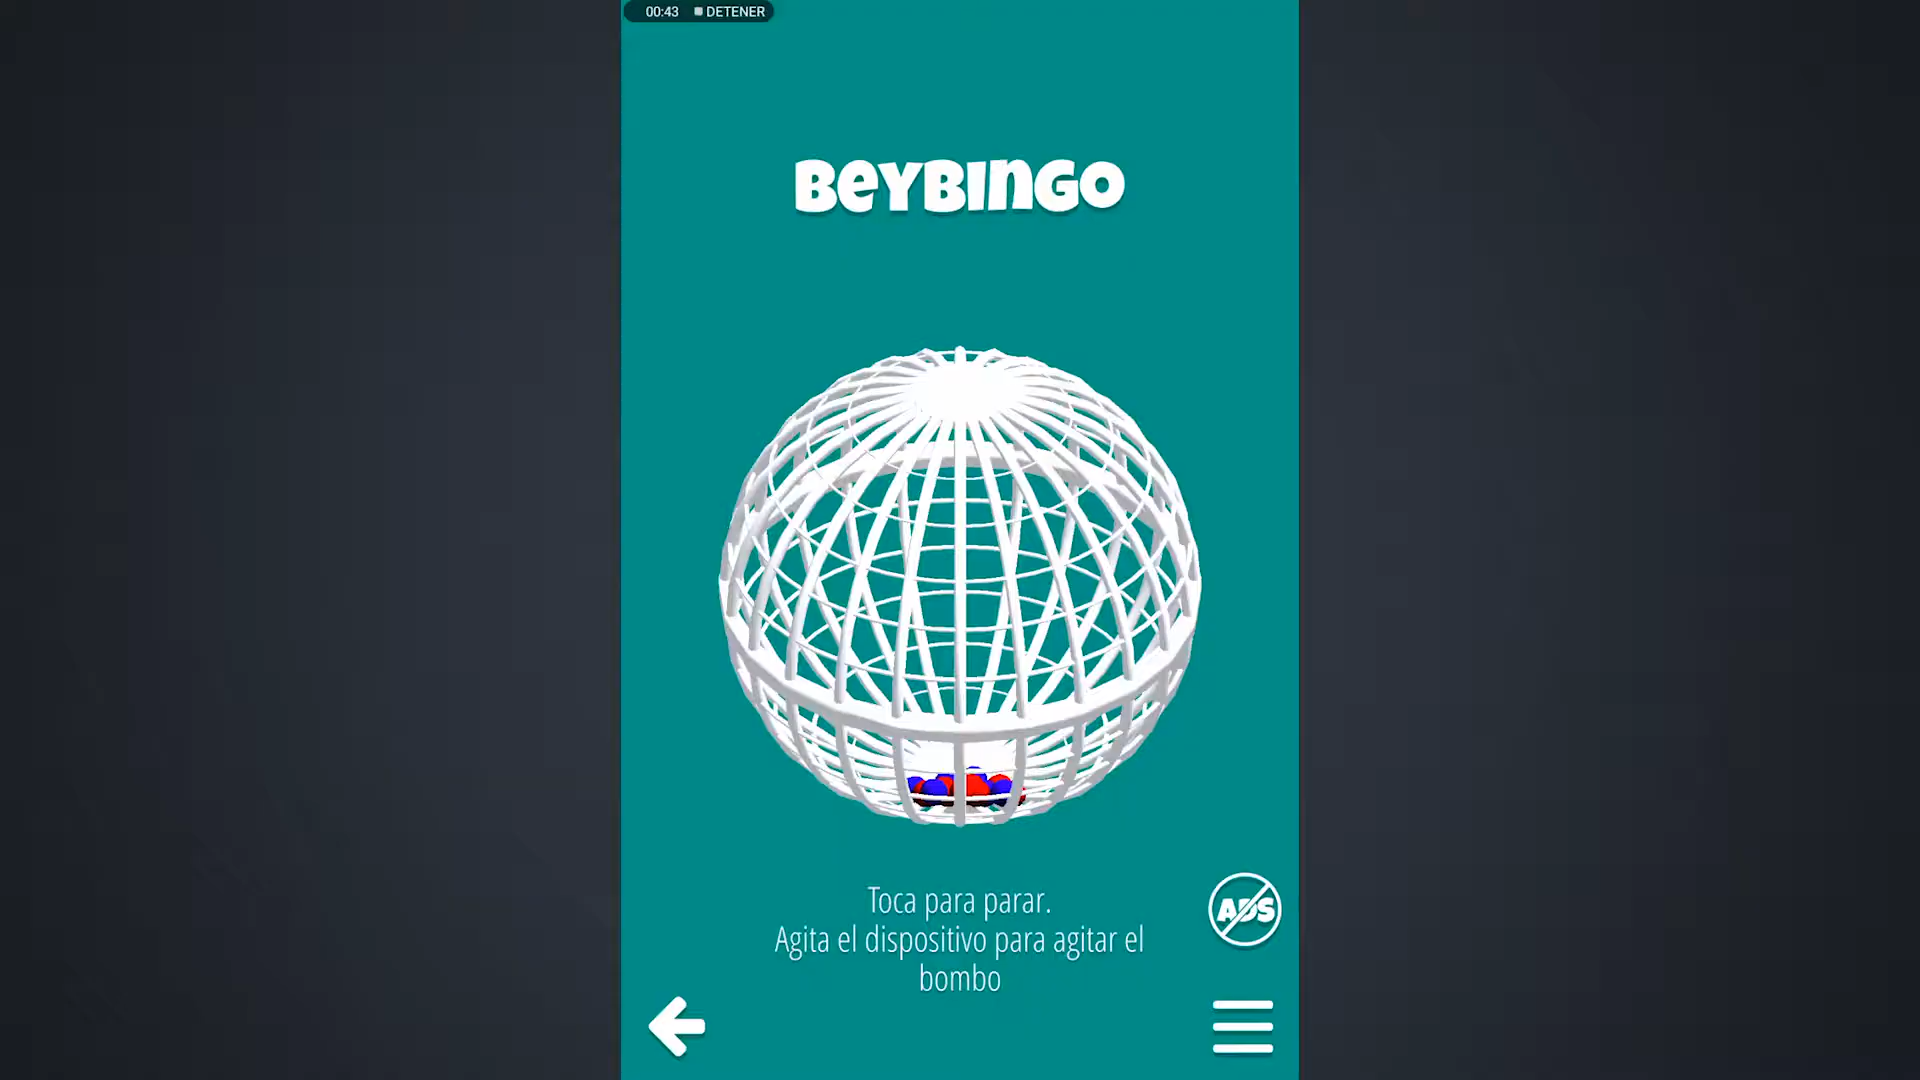 00:43 DETENER
BEYBINGO
Toca para parar.
Agita el dispositivo para agitar el
bombo
ADS